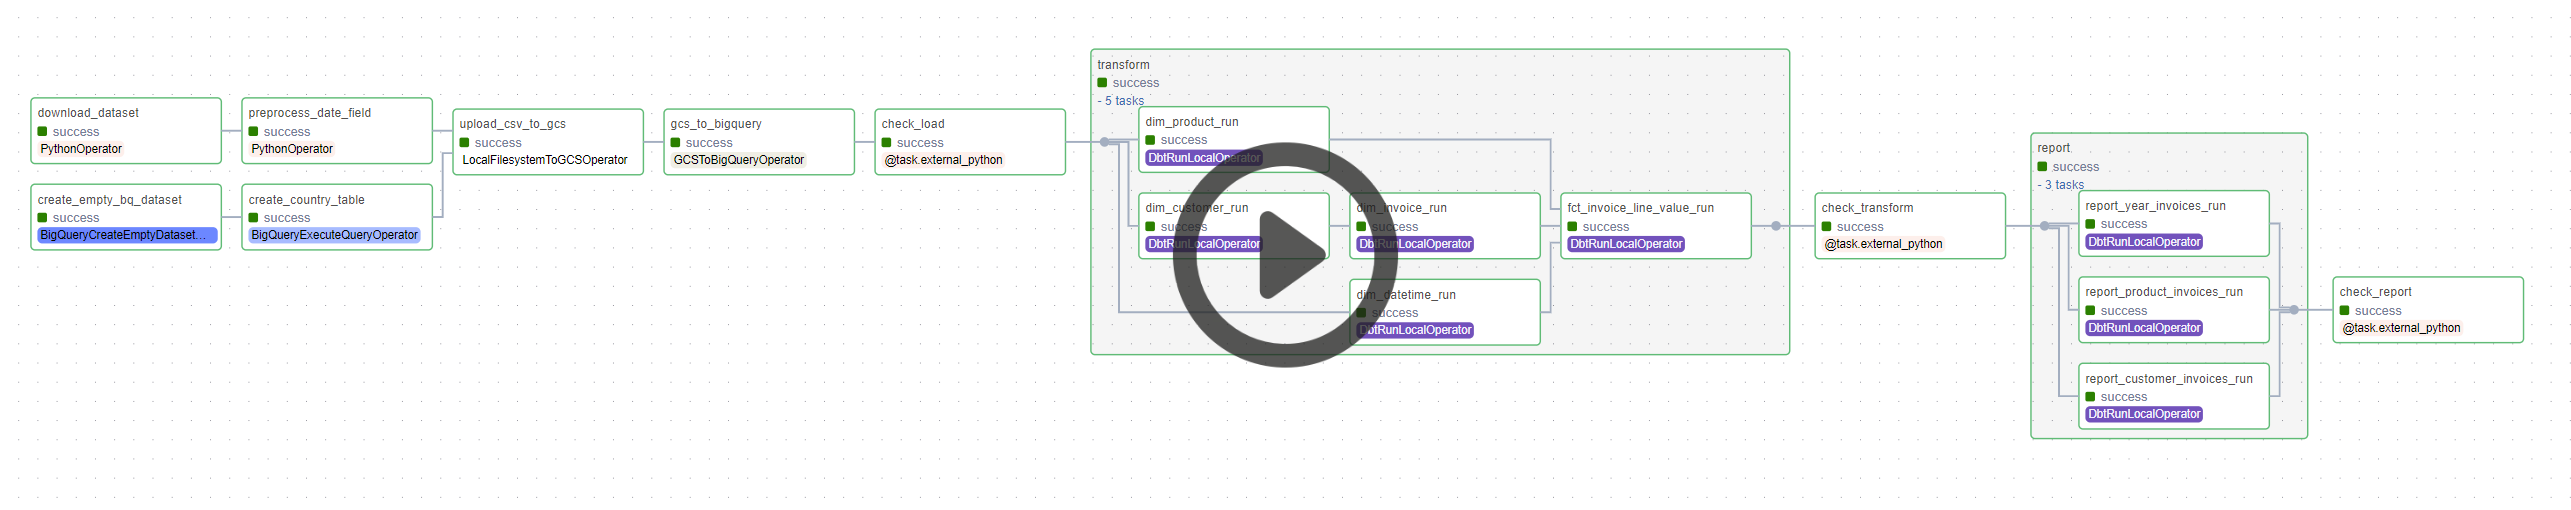 download_dataset
success
PythonOperator
preprocess_date_field
success
PythonOperator
create_empty_bq_dataset
success
BigQueryCreateEmptyDataset...
create_country_table
success
BigQueryExecuteQueryOperator
upload_csv_to_gcs
success
LocalFilesystemToGCSOperator
gcs_to_bigquery
success
GCSToBigQueryOperator
check_load
success
@task.external_python
transform
success
- 5 tasks
dim_product_run
success
DbtRunLocalOperator
dim_customer_run
success
DbtRunLocalOperator
dim_invoice_run
success
DbtRunLocalOperator
dim_datetime_run
success
DbtRunLocalOperator
fct_invoice_line_value_run
success
DbtRunLocalOperator
check_transform
success
@task.external_python
report
success
- 3 tasks
report_year_invoices_run
success
DbtRunLocalOperator
report_product_invoices_run
success
DbtRunLocalOperator
report_customer_invoices_run
success
DbtRunLocalOperator
check_report
success
@task.external_python